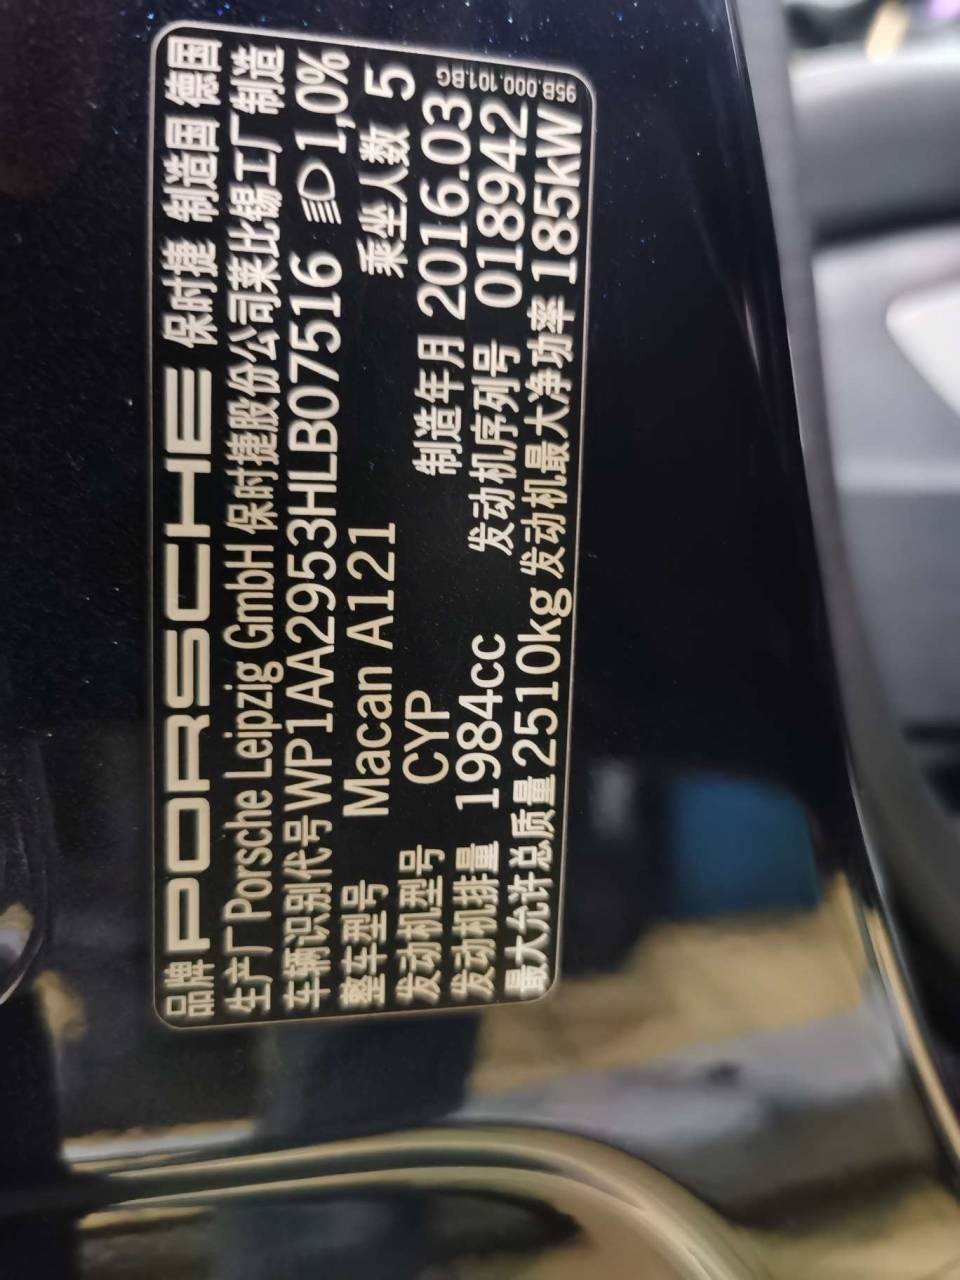 品牌 PORSCHE 保时捷 制造国 德国
生产厂 Porsche Leipzig GmbH 保时捷股份公司莱比锡工厂制造
车辆识别代号 WP1AA2953HLB07516 1,0%
整车型号 Macan A121 乘坐人数 5
发动机型号 CYP 制造年月 2016.03
发动机排量 1984cc 发动机序列号 018942
最大允许总质量 2510kg 发动机最大净功率 185kW
95B.000.101.BG